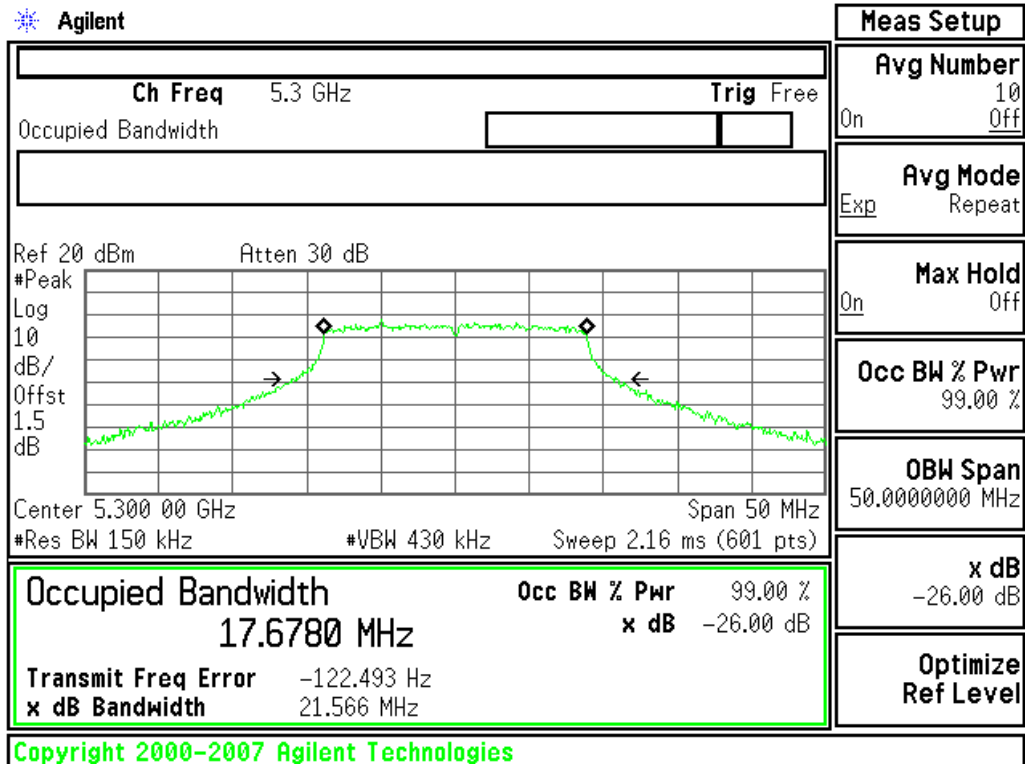 Agilent
Meas Setup
Ch Freq 5.3 GHz Trig Free
Occupied Bandwidth
Avg Number
10
On Off
Avg Mode
Exp Repeat
Max Hold
On Off
Occ BW % Pwr
99.00 %
OBW Span
50.0000000 MHz
x dB
-26.00 dB
Optimize
Ref Level
Ref 20 dBm Atten 30 dB
#Peak
Log
10
dB/
Offst
1.5
dB
Center 5.300 00 GHz Span 50 MHz
#Res BW 150 kHz #VBW 430 kHz Sweep 2.16 ms (601 pts)
Occupied Bandwidth Occ BW % Pwr 99.00 %
17.6780 MHz x dB -26.00 dB
Transmit Freq Error -122.493 Hz
x dB Bandwidth 21.566 MHz
Copyright 2000-2007 Agilent Technologies